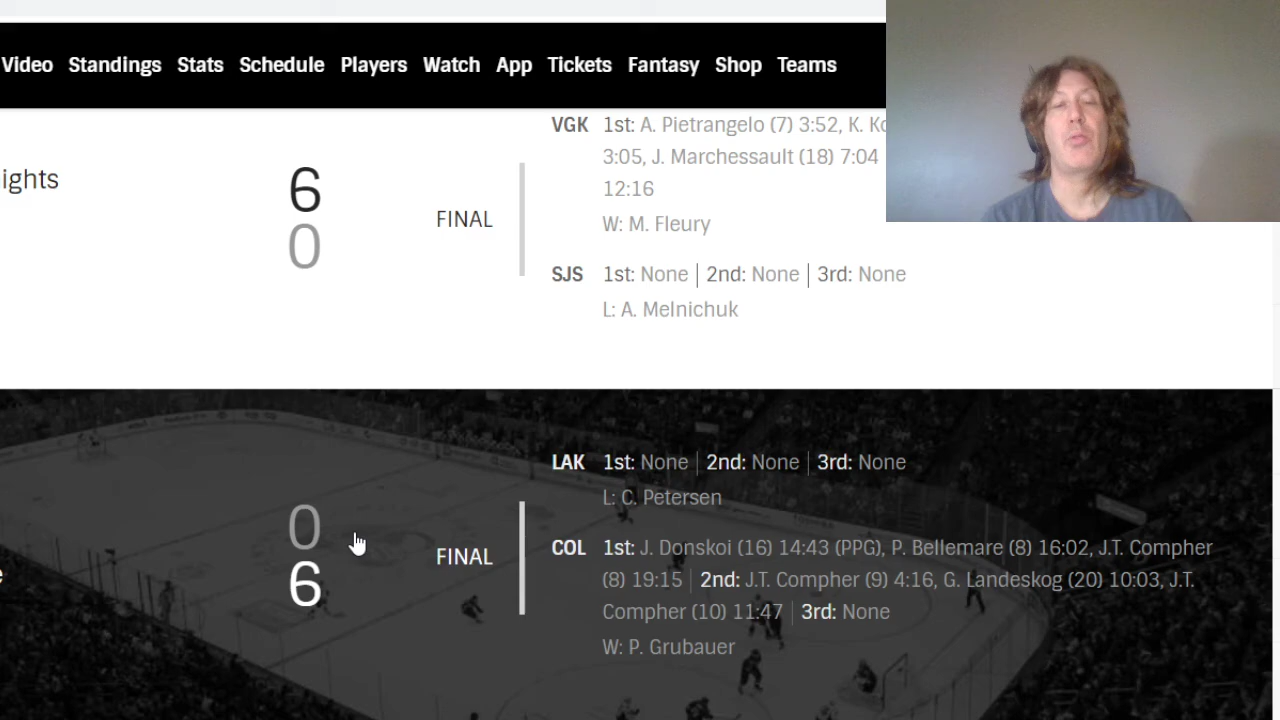 Video Standings Stats Schedule Players Watch App Tickets Fantasy Shop Teams
VGK 1st: A. Pietrangelo (7) 3:52, K.
3:05, J. Marchessault (18) 7:04
12:16
ights
6
0
FINAL
W: M. Fleury
SJS 1st: None | 2nd: None | 3rd: None
L: A. Melnichuk
LAK 1st: None | 2nd: None | 3rd: None
L: C. Petersen
0
6
FINAL
COL 1st: J. Donskoi (16) 14:43 (PPG), P. Bellemare (8) 16:02, J.T. Compher
(8) 19:15 | 2nd: J.T. Compher (9) 4:16, G. Landeskog (20) 10:03, J.T.
Compher (10) 11:47 | 3rd: None
W: P. Grubauer